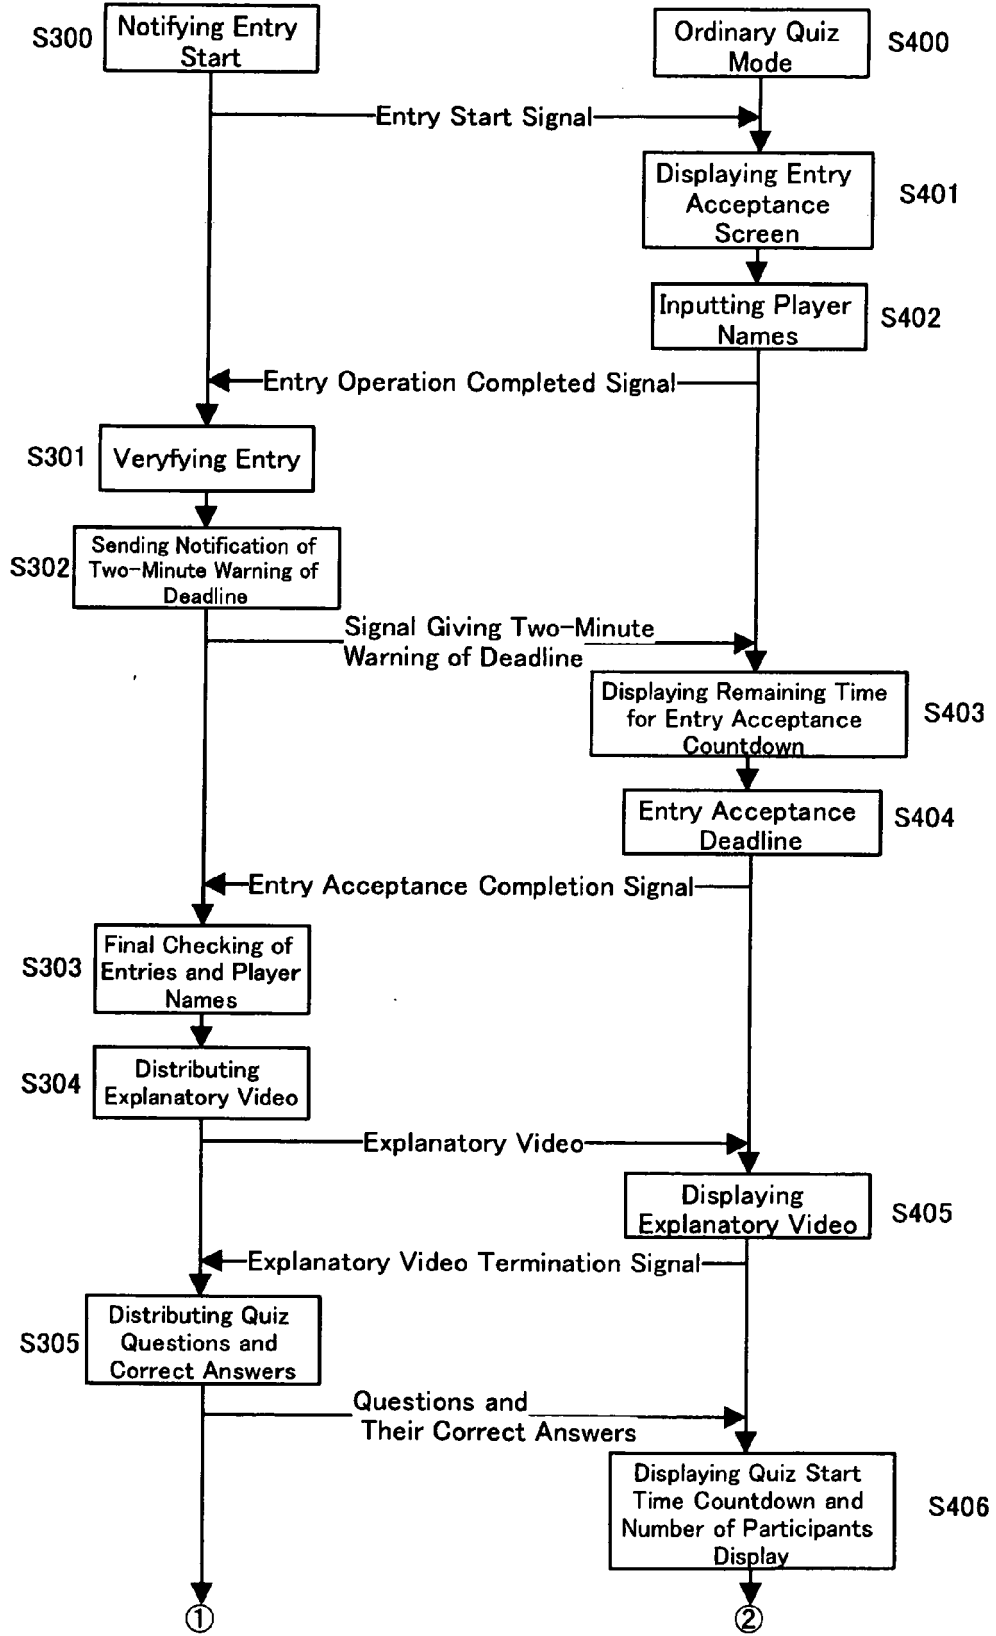 S300
Notifying Entry
Start
Ordinary Quiz
Mode
S400
Entry Start Signal
Displaying Entry
Acceptance
Screen
S401
Inputting Player
Names
S402
Entry Operation Completed Signal
S301
Veryfying Entry
S302
Sending Notification of
Two-Minute Warning of
Deadline
Signal Giving Two-Minute
Warning of Deadline
Displaying Remaining Time
for Entry Acceptance
Countdown
S403
Entry Acceptance
Deadline
S404
Entry Acceptance Completion Signal
S303
Final Checking of
Entries and Player
Names
S304
Distributing
Explanatory Video
Explanatory Video
Displaying
Explanatory Video
S405
Explanatory Video Termination Signal
S305
Distributing Quiz
Questions and
Correct Answers
Questions and
Their Correct Answers
Displaying Quiz Start
Time Countdown and
Number of Participants
Display
S406
①
②